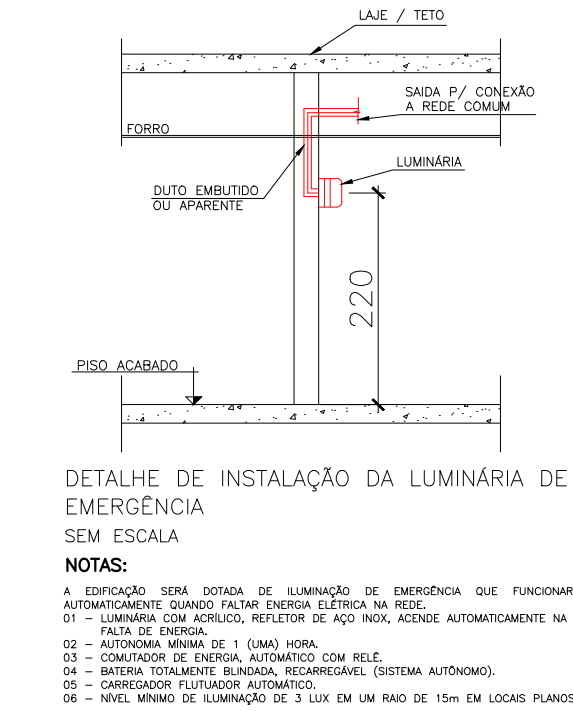 LAJE / TETO
SAIDA P/ CONEXÃO
A REDE COMUM
FORRO
LUMINÁRIA
DUTO EMBUTIDO
OU APARENTE
220
PISO ACABADO
DETALHE DE INSTALAÇÃO DA LUMINÁRIA DE
EMERGÊNCIA
SEM ESCALA
NOTAS:
A EDIFICAÇÃO SERÁ DOTADA DE ILUMINAÇÃO DE EMERGÊNCIA QUE FUNCIONAR
AUTOMATICAMENTE QUANDO FALTAR ENERGIA ELÉTRICA NA REDE.
01 – LUMINÁRIA COM ACRÍLICO, REFLETOR DE AÇO INOX, ACENDE AUTOMATICAMENTE NA
FALTA DE ENERGIA.
02 – AUTONOMIA MÍNIMA DE 1 (UMA) HORA.
03 – COMUTADOR DE ENERGIA, AUTOMÁTICO COM RELÊ.
04 – BATERIA TOTALMENTE BLINDADA, RECARREGÁVEL (SISTEMA AUTÔNOMO).
05 – CARREGADOR FLUTUADOR AUTOMÁTICO.
06 – NÍVEL MÍNIMO DE ILUMINAÇÃO DE 3 LUX EM UM RAIO DE 15m EM LOCAIS PLANOS